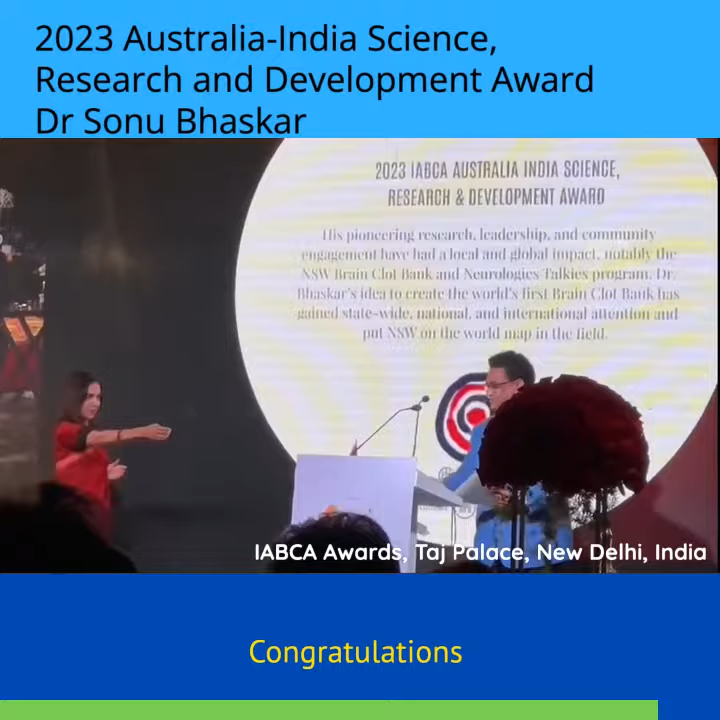 2023 Australia-India Science,
Research and Development Award
Dr Sonu Bhaskar
2023 IABCA AUSTRALIA INDIA SCIENCE,
RESEARCH & DEVELOPMENT AWARD
His pioneering research, leadership, and community
engagement have had a local and global impact, notably the
NSW Brain Clot Bank and Neurologics Talkies program. Dr.
Bhaskar's idea to create the world's first Brain Clot Bank has
gained state-wide, national, and international attention and
put NSW on the world map in the field.
IABCA Awards, Taj Palace, New Delhi, India
Congratulations